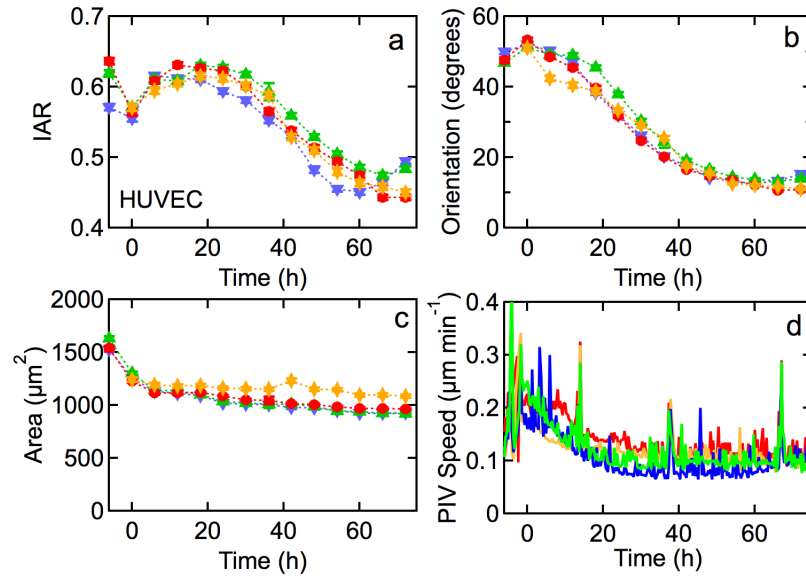 a
0.7
0.6
0.5
0.4
IAR
HUVEC
0 20 40 60
Time (h)
b
60
50
40
30
20
10
0
Orientation (degrees)
0 20 40 60
Time (h)
c
2000
1500
1000
500
0
Area (µm²)
0 20 40 60
Time (h)
d
0.4
0.3
0.2
0.1
0
PIV Speed (µm min⁻¹)
0 20 40 60
Time (h)